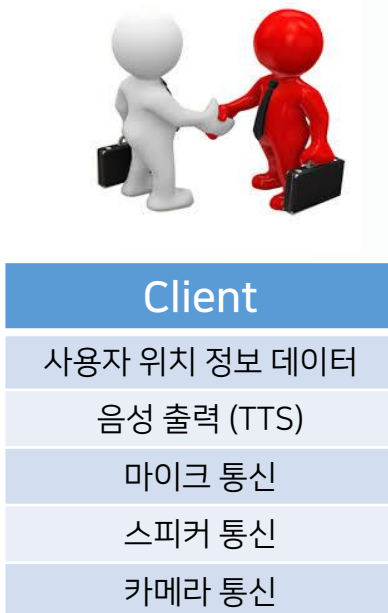 Client
사용자 위치 정보 데이터
음성 출력 (TTS)
마이크 통신
스피커 통신
카메라 통신